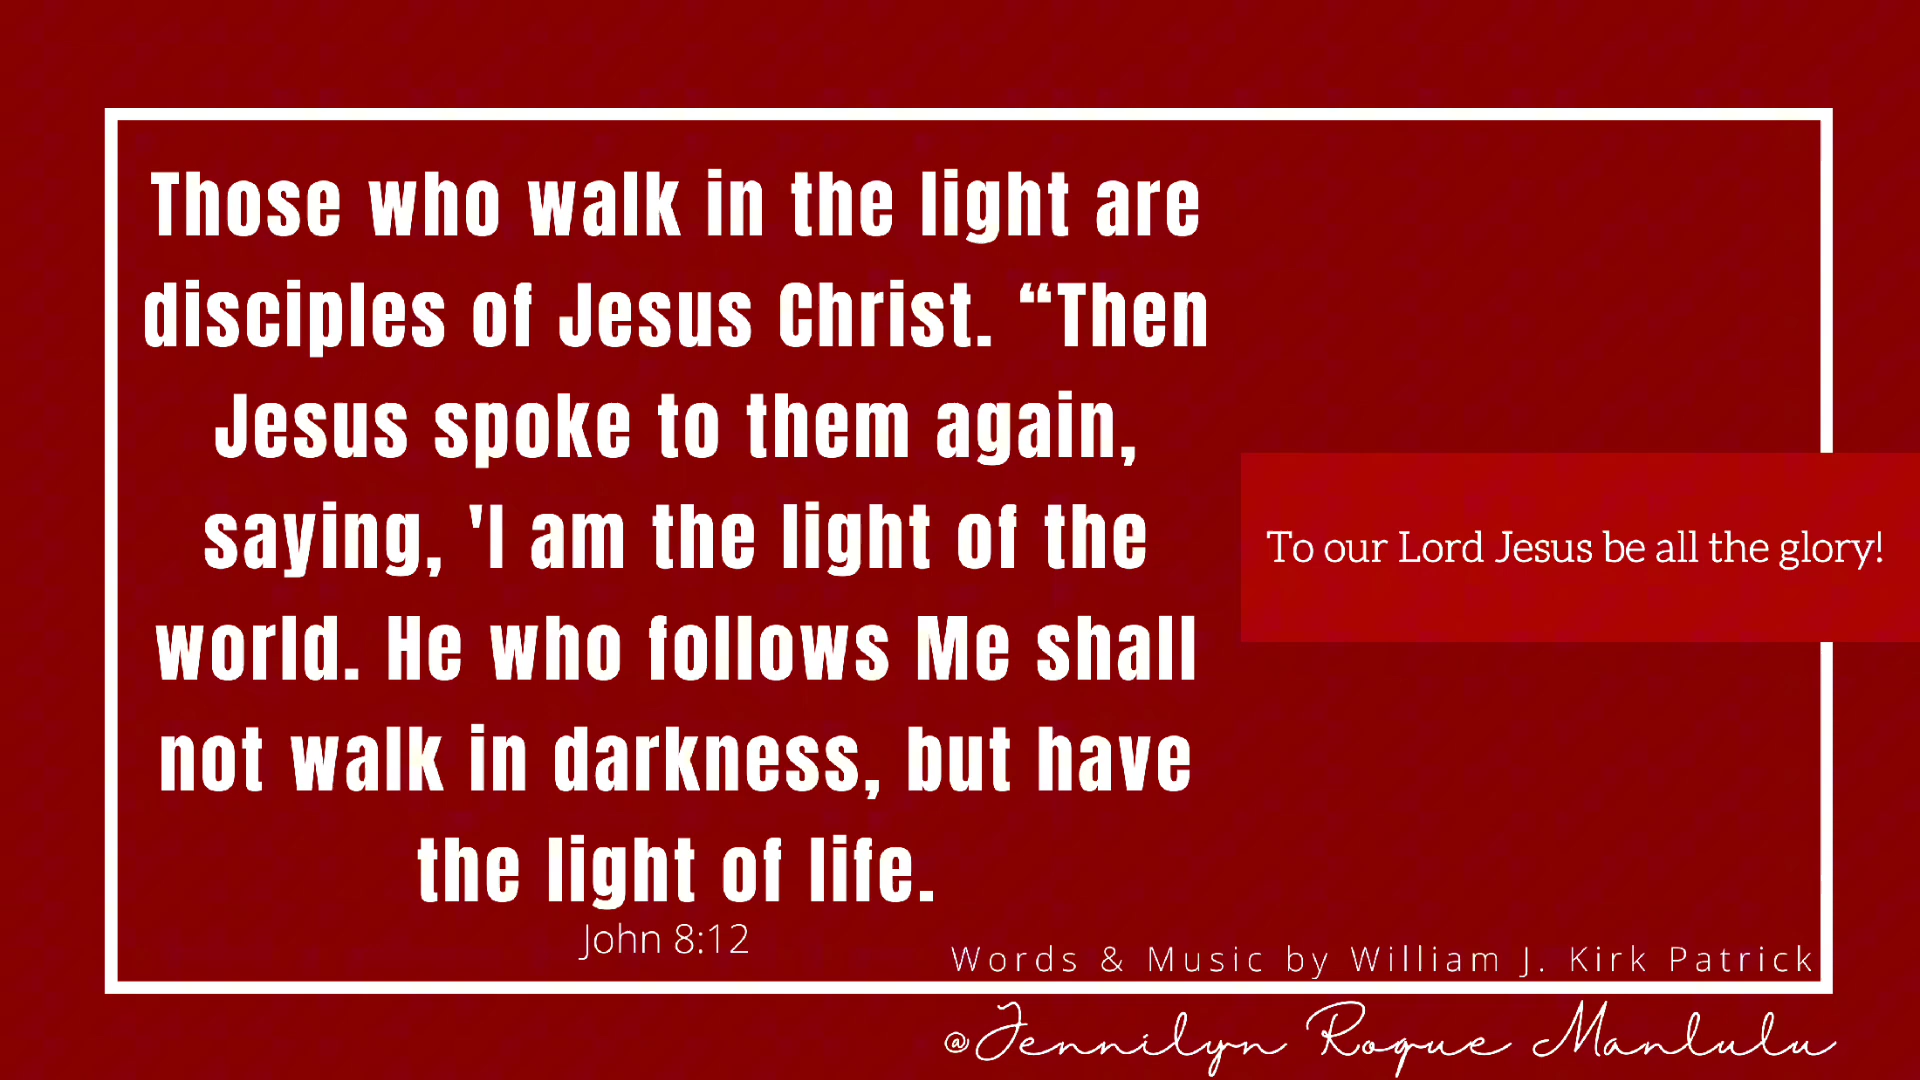 Those who walk in the light are
disciples of Jesus Christ. “Then
Jesus spoke to them again,
saying, 'I am the light of the
world. He who follows Me shall
not walk in darkness, but have
the light of life.
John 8:12
To our Lord Jesus be all the glory!
Words & Music by William J. Kirk Patrick
@Jennilyn Roque Manlulu